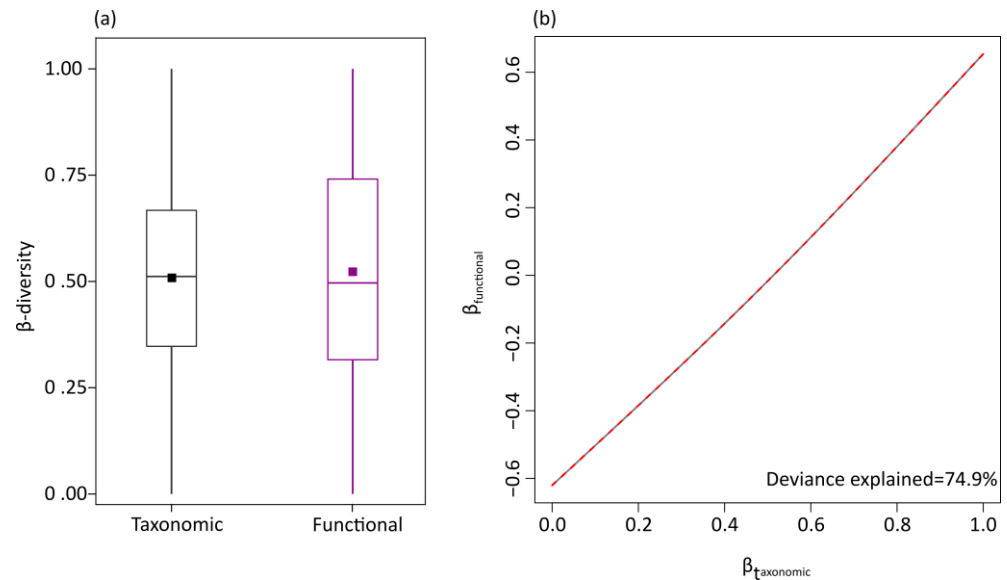 (a)
β-diversity
1.00
0.75
0.50
0.25
0.00
Taxonomic
Functional
(b)
βfunctional
0.6
0.4
0.2
0.0
−0.2
−0.4
−0.6
Deviance explained=74.9%
0.0 0.2 0.4 0.6 0.8 1.0
βtaxonomic